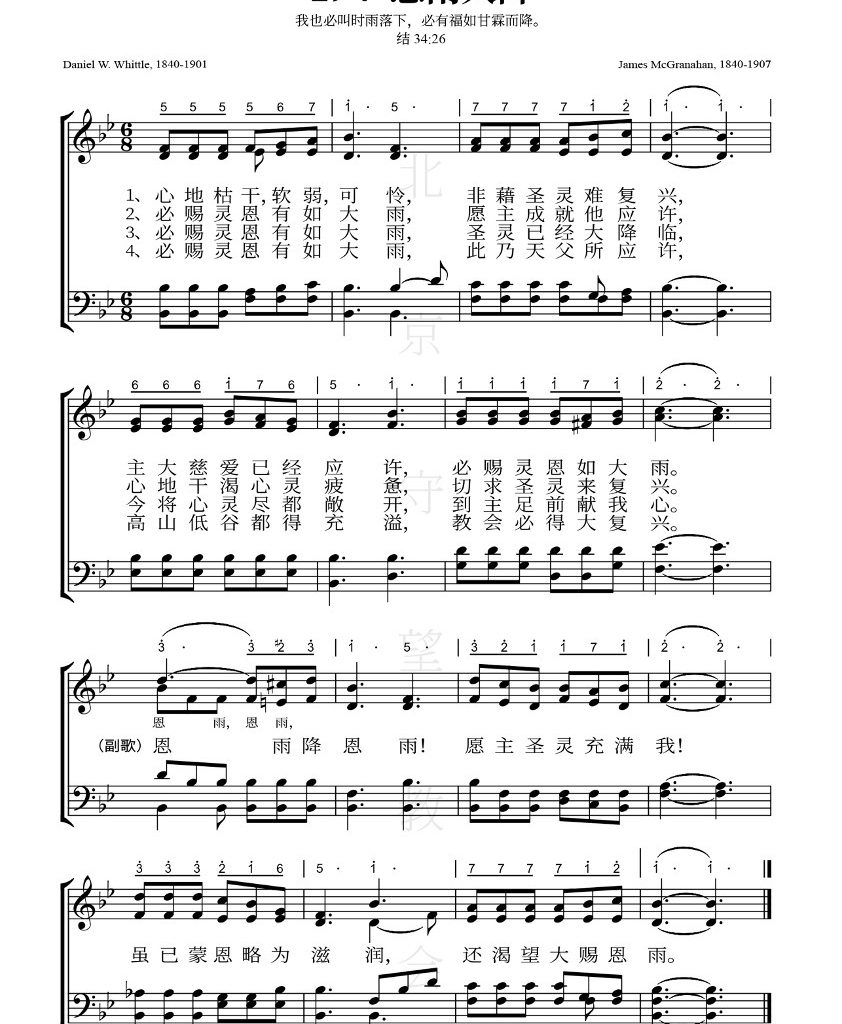 我也必叫时雨落下，必有福如甘霖而降。
结 34:26
Daniel W. Whittle, 1840-1901
James McGranahan, 1840-1907
5 5 5 5 6 7 | i · 5 · | 7 7 7 7 i 2̇ | i · i · |
1、心地枯干,软弱,可怜， 非藉圣灵难复兴,
2、必赐灵恩有如大雨， 愿主成就他应许,
3、必赐灵恩有如大雨， 圣灵已经大降临,
4、必赐灵恩有如大雨， 此乃天父所应许,
6 6 6 i 7 6 | 5 · i · | i i i i 7 i | 2̇ · 2̇ · |
主大慈爱已经应许， 必赐灵恩如大雨。
心地干渴心灵疲惫， 切求圣灵来复兴。
今将心灵尽都敞开， 到主足前献我心。
高山低谷都得充溢， 教会必得大复兴。
3̇ · 3̇ #2̇ 3̇ | i · 5 · | 3̇ 2̇ i i 7 i | 2̇ · 2̇ · |
恩 雨，恩 雨，
（副歌）恩 雨降恩雨！ 愿主圣灵充满我！
3̇ 3̇ 3̇ 2̇ i 6 | 5 · i · | 7 7 7 7 i 2̇ | i · i ·
虽已蒙恩略为滋润， 还渴望大赐恩雨。
北京守望教会